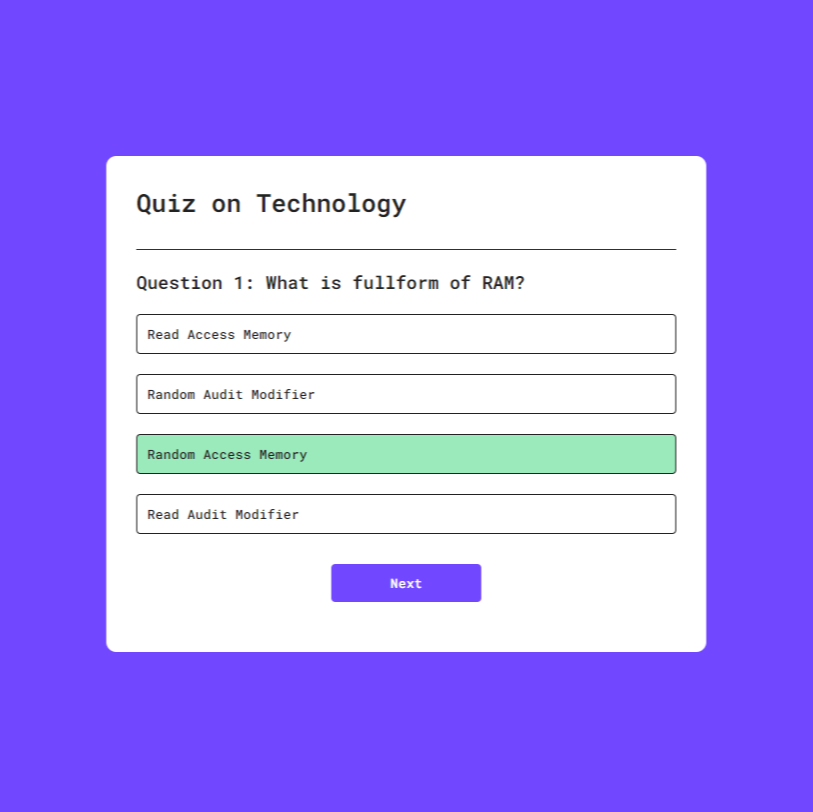 Quiz on Technology
Question 1: What is fullform of RAM?
Read Access Memory
Random Audit Modifier
Random Access Memory
Read Audit Modifier
Next